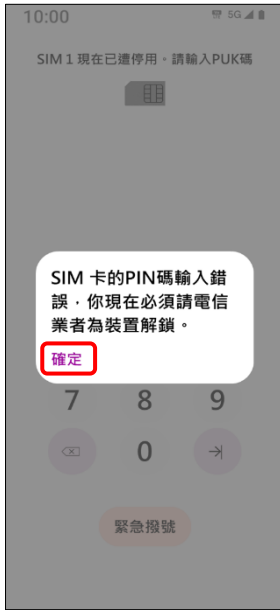 10:00 5G
SIM 1 現在已遭停用，請輸入PUK碼
SIM 卡的PIN碼輸入錯
誤，你現在必須請電信
業者為裝置解鎖。
確定
7 8 9
0
緊急撥號